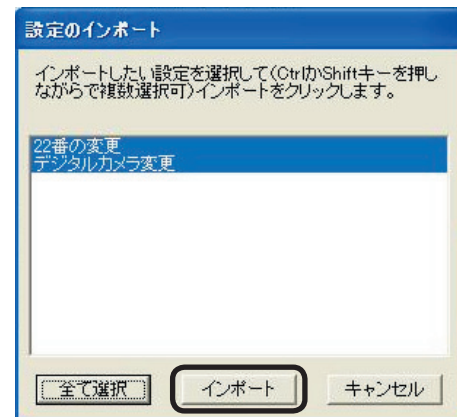 設定のインポート
インポートしたい設定を選択して(CtrlかShiftキーを押し
ながらで複数選択可)インポートをクリックします。
22番の変更
デジタルカメラ変更
全て選択 インポート キャンセル